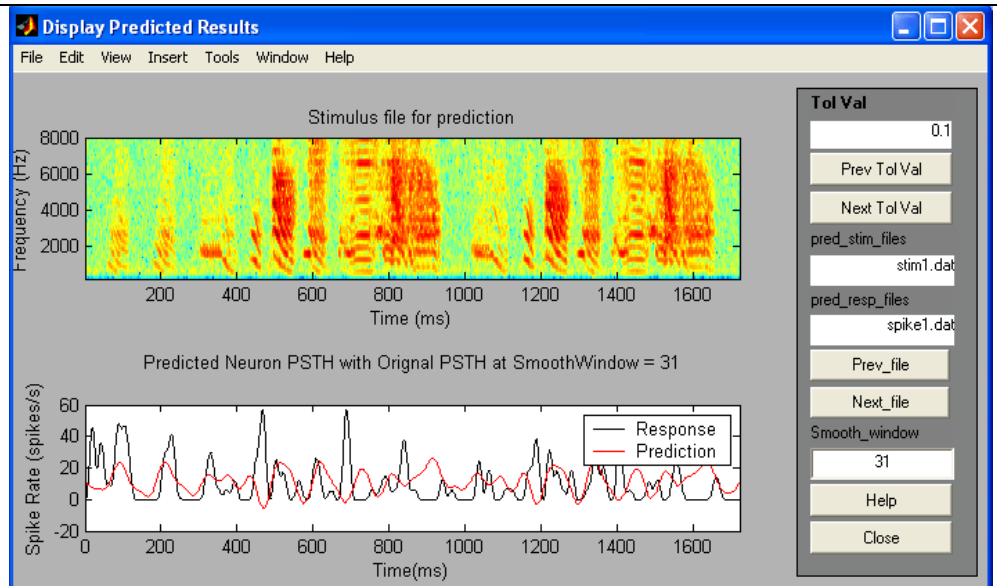 Display Predicted Results
File Edit View Insert Tools Window Help
Stimulus file for prediction
Frequency (Hz)
8000
6000
4000
2000
200 400 600 800 1000 1200 1400 1600
Time (ms)
Predicted Neuron PSTH with Orignal PSTH at SmoothWindow = 31
Spike Rate (spikes/s)
60
40
20
0
-20
Response
Prediction
0 200 400 600 800 1000 1200 1400 1600
Time(ms)
Tol Val
0.1
Prev Tol Val
Next Tol Val
pred_stim_files
stim1.dat
pred_resp_files
spike1.dat
Prev_file
Next_file
Smooth_window
31
Help
Close